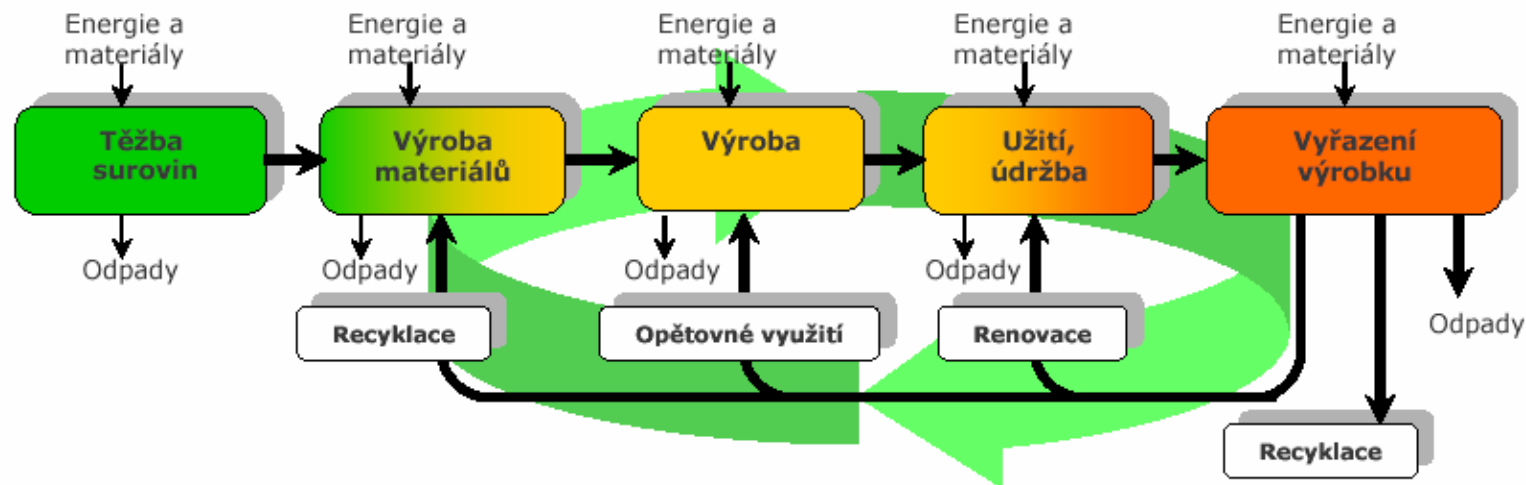 Energie a
materiály
Energie a
materiály
Energie a
materiály
Energie a
materiály
Energie a
materiály
Těžba
surovin
Výroba
materiálů
Výroba
Užití,
údržba
Vyřazení
výrobku
Odpady
Odpady
Odpady
Odpady
Odpady
Recyklace
Opětovné využití
Renovace
Recyklace